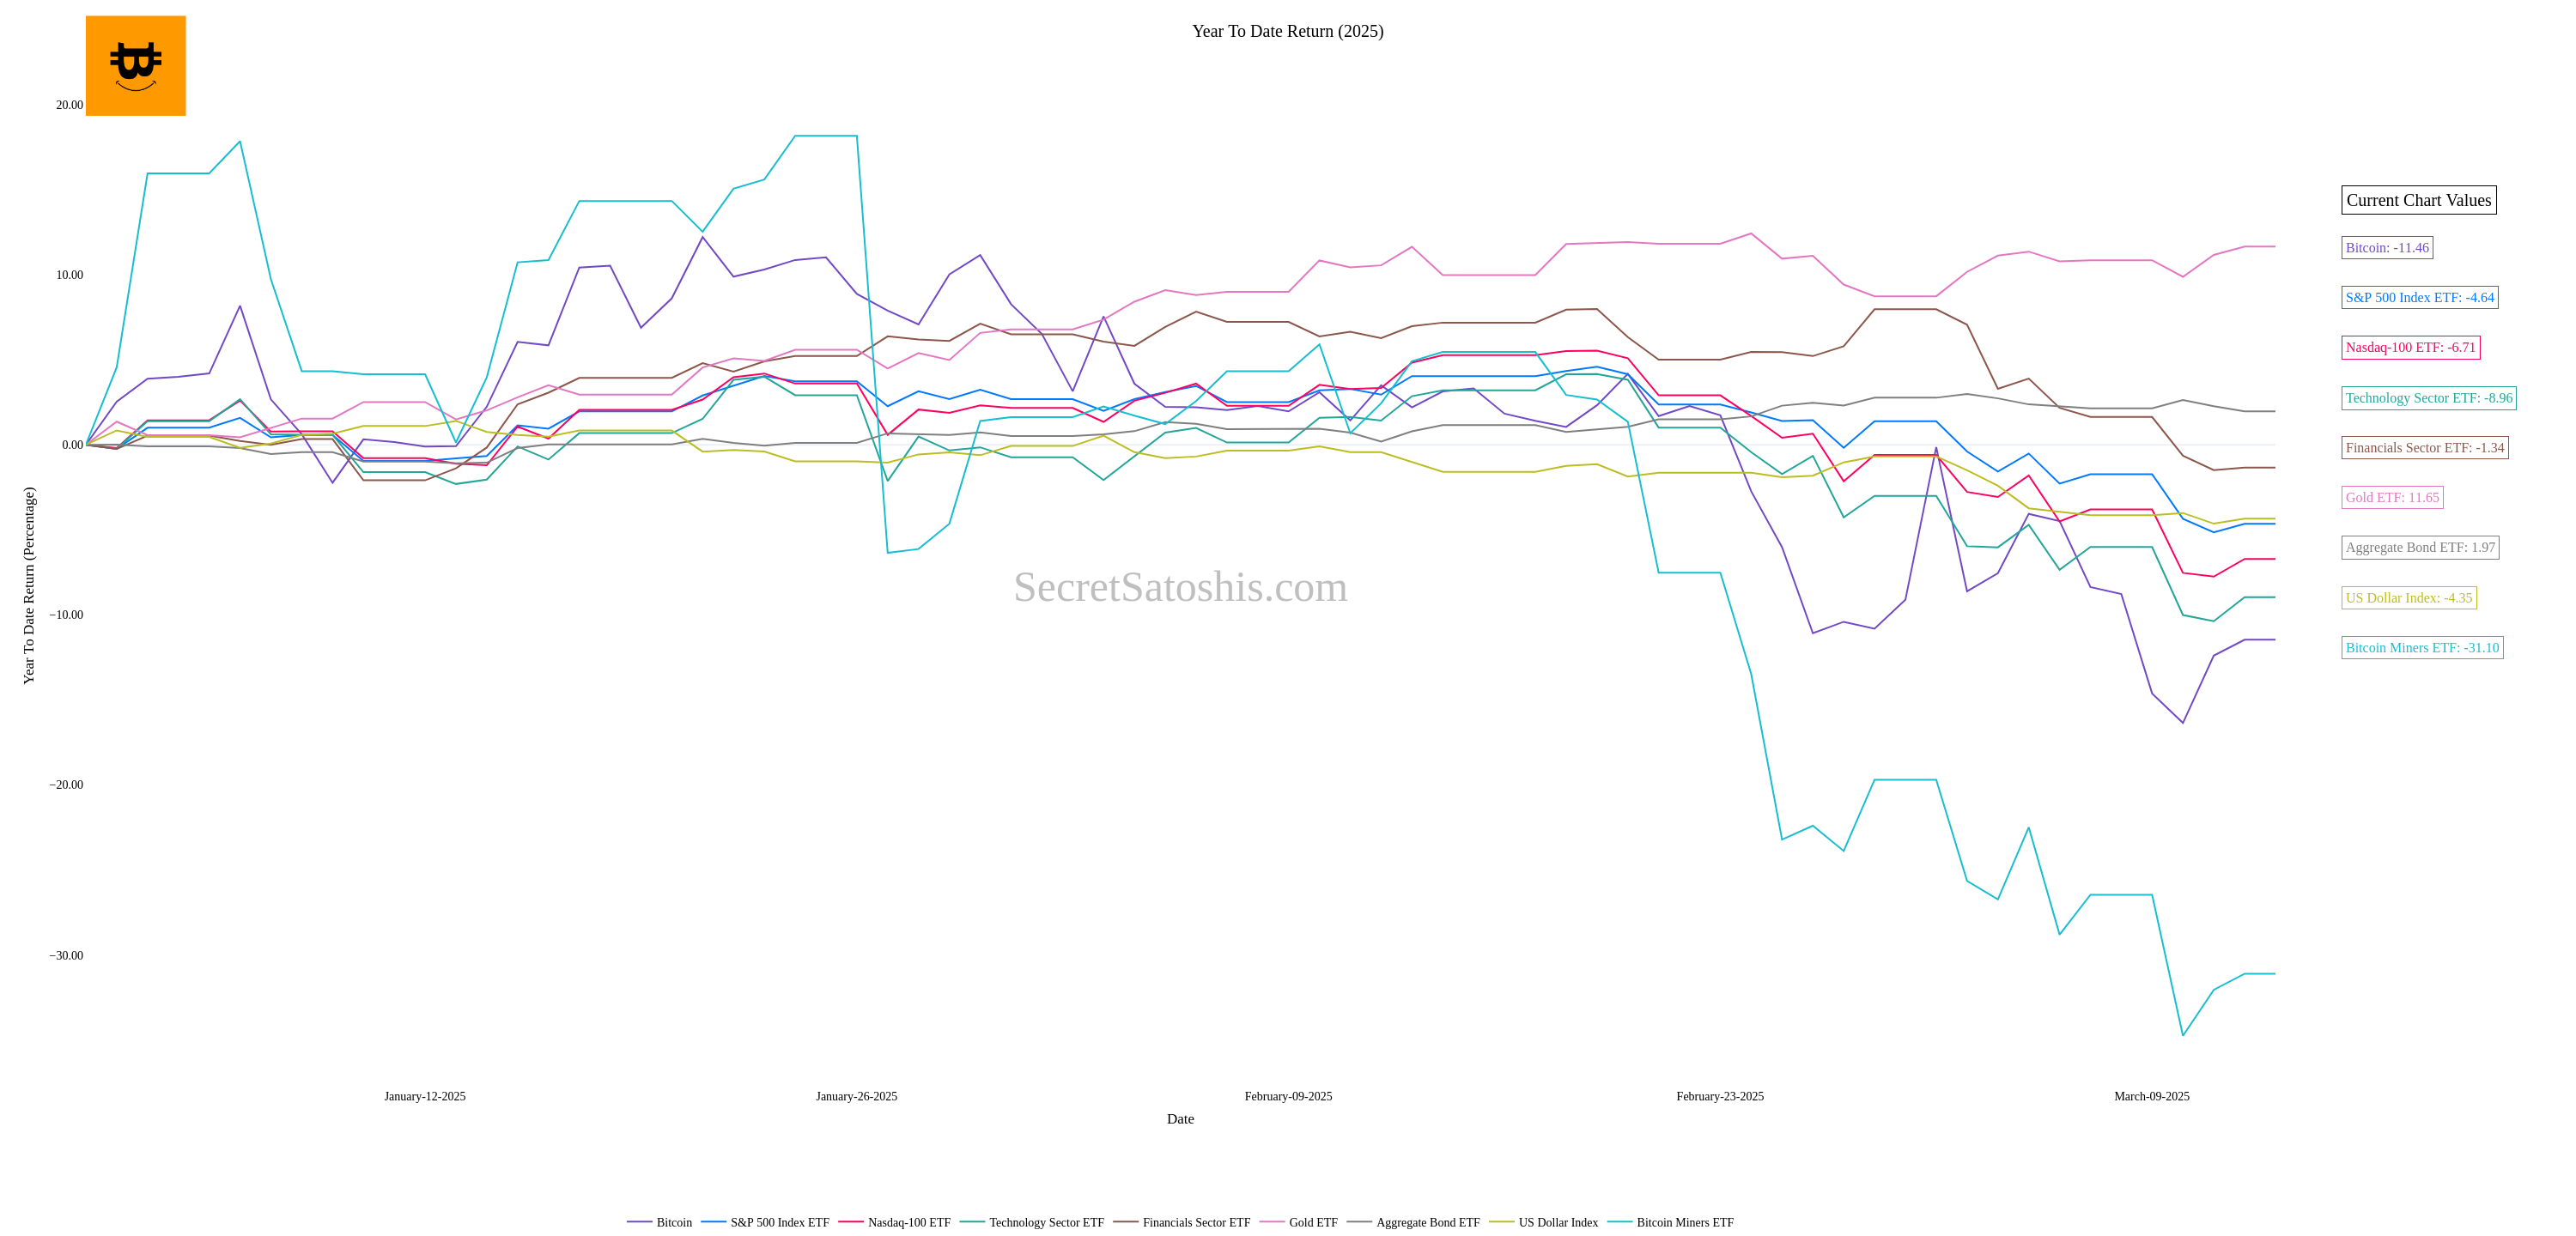 Year To Date Return (2025)
20.00
10.00
0.00
−10.00
−20.00
−30.00
Year To Date Return (Percentage)
SecretSatoshis.com
Current Chart Values
Bitcoin: -11.46
S&P 500 Index ETF: -4.64
Nasdaq-100 ETF: -6.71
Technology Sector ETF: -8.96
Financials Sector ETF: -1.34
Gold ETF: 11.65
Aggregate Bond ETF: 1.97
US Dollar Index: -4.35
Bitcoin Miners ETF: -31.10
January-12-2025 January-26-2025 February-09-2025 February-23-2025 March-09-2025
Date
Bitcoin S&P 500 Index ETF Nasdaq-100 ETF Technology Sector ETF Financials Sector ETF Gold ETF Aggregate Bond ETF US Dollar Index Bitcoin Miners ETF